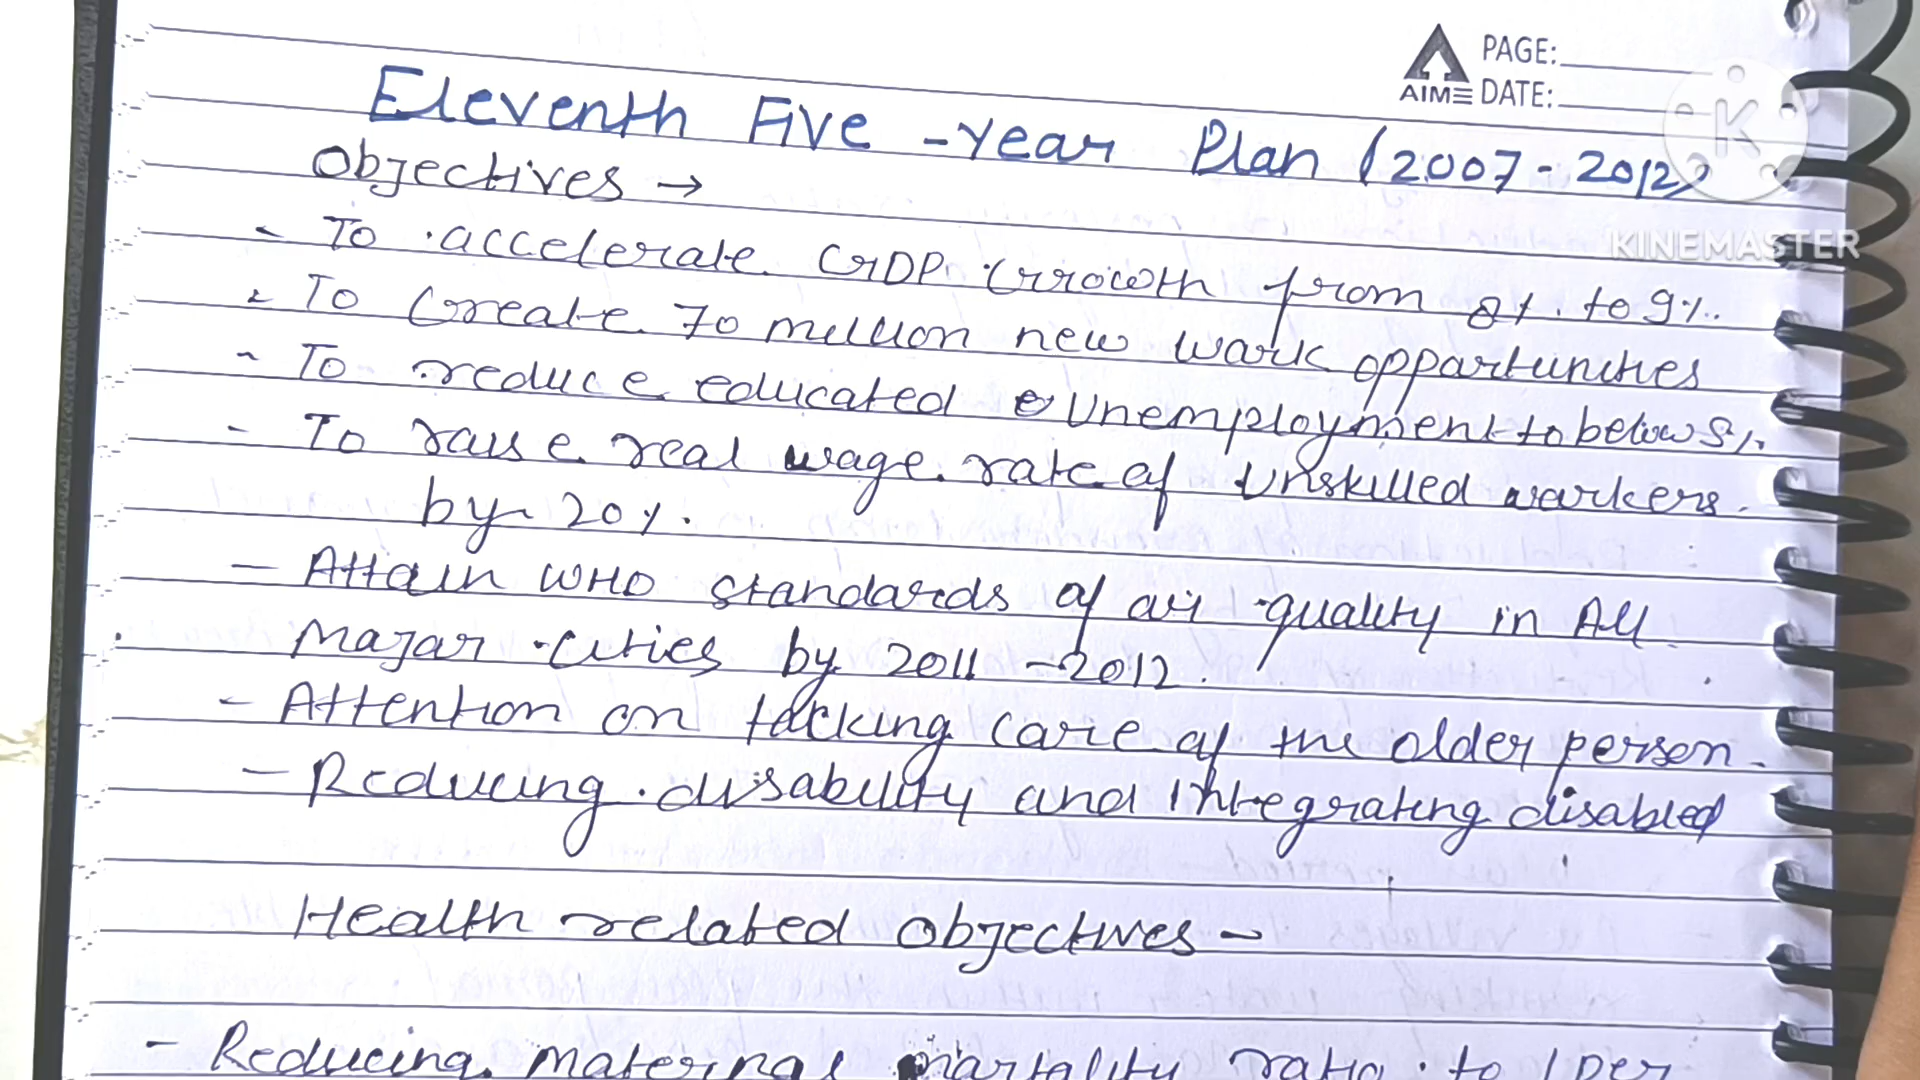 AIME PAGE:
DATE:
K
KINEMASTER
Eleventh Five - Year Plan (2007-2012)
Objectives →
- To accelerate GDP Growth from 8%. to 9%.
- To Create 70 million new work opportunities
- To reduce educated unemployment to below 5%.
- To raise real wage rate of Unskilled workers.
by 20%.
- Attain WHO standards of air quality in All
Major cities by 2011-2012.
- Attention on tacking care of the older person.
- Reducing disability and integrating disabled
Health related objectives -
- Reducing maternal mortality ratio to 1 per